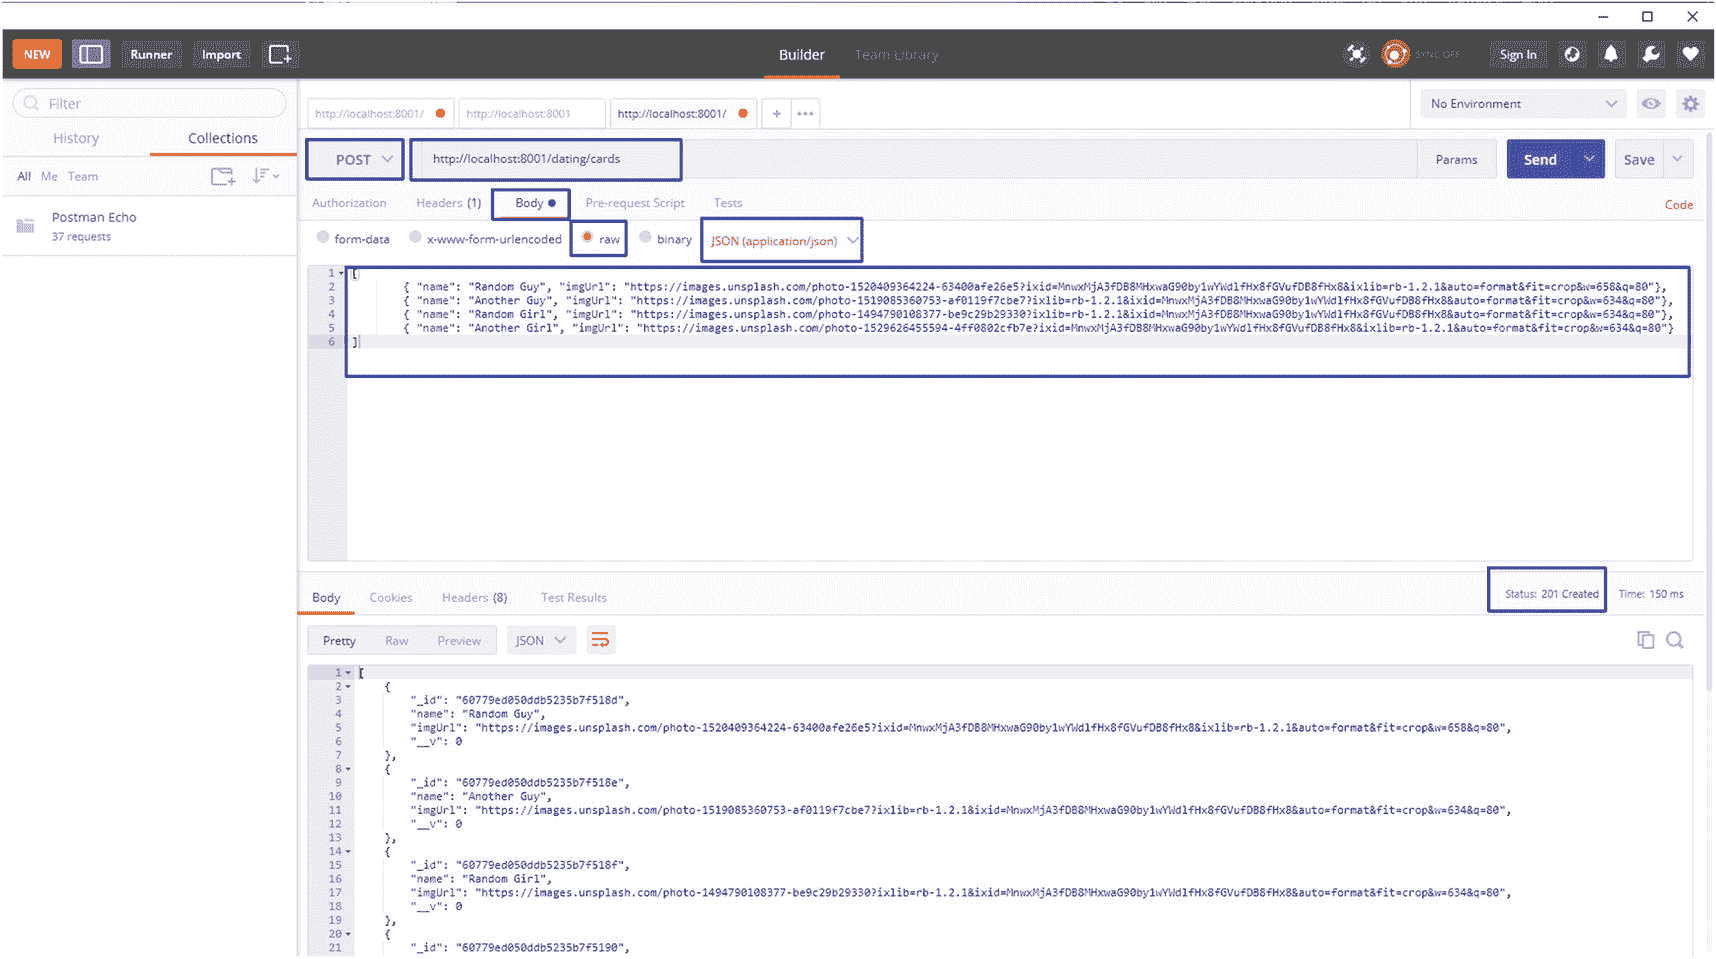 NEW Runner Import Builder Team Library SYNC OFF Sign In
Filter
History Collections
All Me Team
Postman Echo
37 requests
http://localhost:8001/ http://localhost:8001 http://localhost:8001/ + ••• No Environment
POST http://localhost:8001/dating/cards Params Send Save
Authorization Headers (1) Body Pre-request Script Tests Code
form-data x-www-form-urlencoded raw binary JSON (application/json)
1 [
2 { "name": "Random Guy", "imgUrl": "https://images.unsplash.com/photo-1520409364224-63400afe26e5?ixid=MnwxMjA3fDB8MHxwaG90by1wYWdlfHx8fGVufDB8fHx8&ixlib=rb-1.2.1&auto=format&fit=crop&w=658&q=80"},
3 { "name": "Another Guy", "imgUrl": "https://images.unsplash.com/photo-1519085360753-af0119f7cbe7?ixlib=rb-1.2.1&ixid=MnwxMjA3fDB8MHxwaG90by1wYWdlfHx8fGVufDB8fHx8&auto=format&fit=crop&w=634&q=80"},
4 { "name": "Random Girl", "imgUrl": "https://images.unsplash.com/photo-1494790108377-be9c29b29330?ixlib=rb-1.2.1&ixid=MnwxMjA3fDB8MHxwaG90by1wYWdlfHx8fGVufDB8fHx8&auto=format&fit=crop&w=634&q=80"},
5 { "name": "Another Girl", "imgUrl": "https://images.unsplash.com/photo-1529626455594-4ff0802cfb7e?ixid=MnwxMjA3fDB8MHxwaG90by1wYWdlfHx8fGVufDB8fHx8&ixlib=rb-1.2.1&auto=format&fit=crop&w=634&q=80"}
6 ]
Body Cookies Headers (8) Test Results Status: 201 Created Time: 150 ms
Pretty Raw Preview JSON
1 [
2 {
3 "_id": "60779ed050ddb5235b7f518d",
4 "name": "Random Guy",
5 "imgUrl": "https://images.unsplash.com/photo-1520409364224-63400afe26e5?ixid=MnwxMjA3fDB8MHxwaG90by1wYWdlfHx8fGVufDB8fHx8&ixlib=rb-1.2.1&auto=format&fit=crop&w=658&q=80",
6 "__v": 0
7 },
8 {
9 "_id": "60779ed050ddb5235b7f518e",
10 "name": "Another Guy",
11 "imgUrl": "https://images.unsplash.com/photo-1519085360753-af0119f7cbe7?ixlib=rb-1.2.1&ixid=MnwxMjA3fDB8MHxwaG90by1wYWdlfHx8fGVufDB8fHx8&auto=format&fit=crop&w=634&q=80",
12 "__v": 0
13 },
14 {
15 "_id": "60779ed050ddb5235b7f518f",
16 "name": "Random Girl",
17 "imgUrl": "https://images.unsplash.com/photo-1494790108377-be9c29b29330?ixlib=rb-1.2.1&ixid=MnwxMjA3fDB8MHxwaG90by1wYWdlfHx8fGVufDB8fHx8&auto=format&fit=crop&w=634&q=80",
18 "__v": 0
19 },
20 {
21 "_id": "60779ed050ddb5235b7f5190",